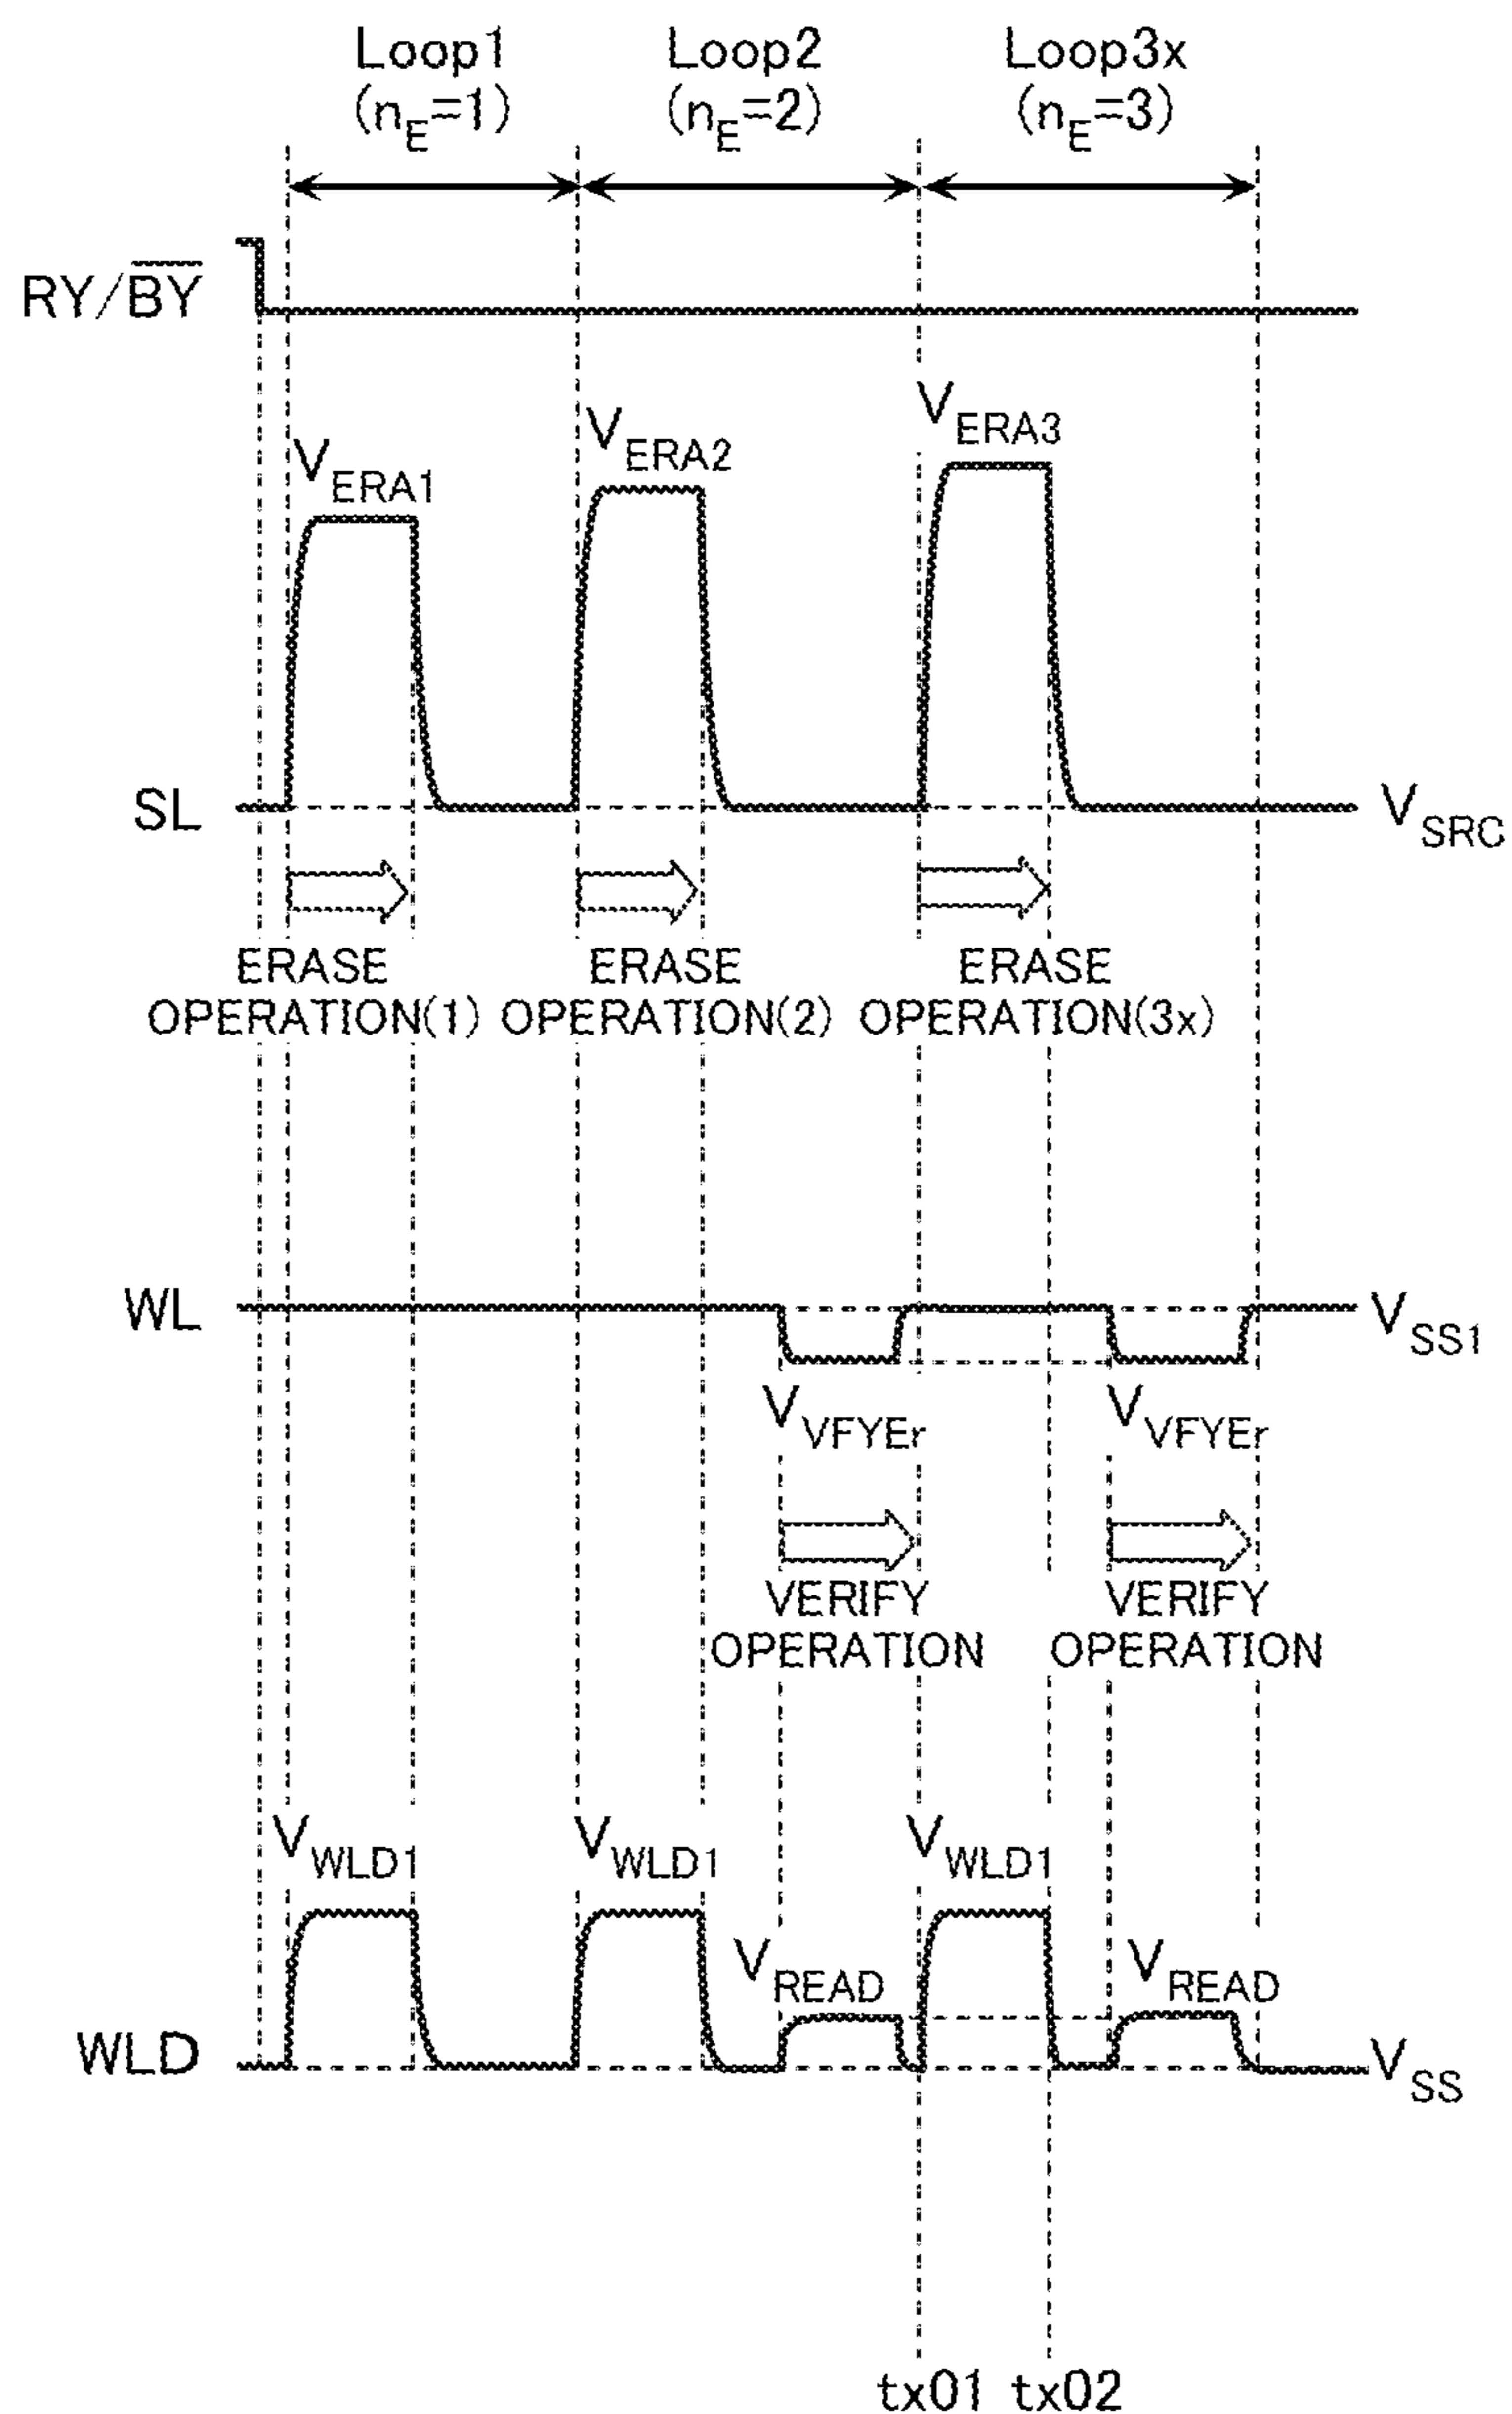 Loop1 Loop2 Loop3x
(nE=1) (nE=2) (nE=3)
RY/B̅Y̅
VERA1 VERA2 VERA3
SL VSRC
ERASE ERASE ERASE
OPERATION(1) OPERATION(2) OPERATION(3x)
WL VSS1
VVFYEr VVFYEr
VERIFY VERIFY
OPERATION OPERATION
VWLD1 VWLD1 VWLD1
VREAD VREAD
WLD VSS
tx01 tx02